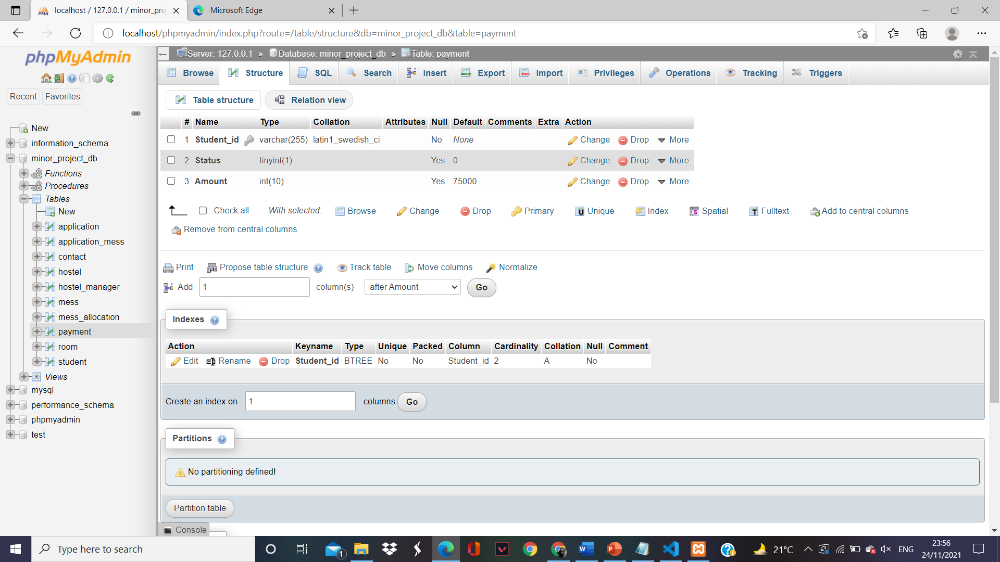 localhost / 127.0.0.1 / minor_pro
Microsoft Edge
localhost/phpmyadmin/index.php?route=/table/structure&db=minor_project_db&table=payment
phpMyAdmin
Recent Favorites
New
information_schema
minor_project_db
Functions
Procedures
Tables
New
application
application_mess
contact
hostel
hostel_manager
mess
mess_allocation
payment
room
student
Views
mysql
performance_schema
phpmyadmin
test
Server: 127.0.0.1 » Database: minor_project_db » Table: payment
Browse Structure SQL Search Insert Export Import Privileges Operations Tracking Triggers
Table structure Relation view
# Name Type Collation Attributes Null Default Comments Extra Action
1 Student_id varchar(255) latin1_swedish_ci No None Change Drop More
2 Status tinyint(1) Yes 0 Change Drop More
3 Amount int(10) Yes 75000 Change Drop More
Check all With selected: Browse Change Drop Primary Unique Index Spatial Fulltext Add to central columns
Remove from central columns
Print Propose table structure Track table Move columns Normalize
Add 1 column(s) after Amount Go
Indexes
Action Keyname Type Unique Packed Column Cardinality Collation Null Comment
Edit Rename Drop Student_id BTREE No No Student_id 2 A No
Create an index on 1 columns Go
Partitions
No partitioning defined!
Partition table
Console
Type here to search
1
21°C
ENG
23:56
24/11/2021